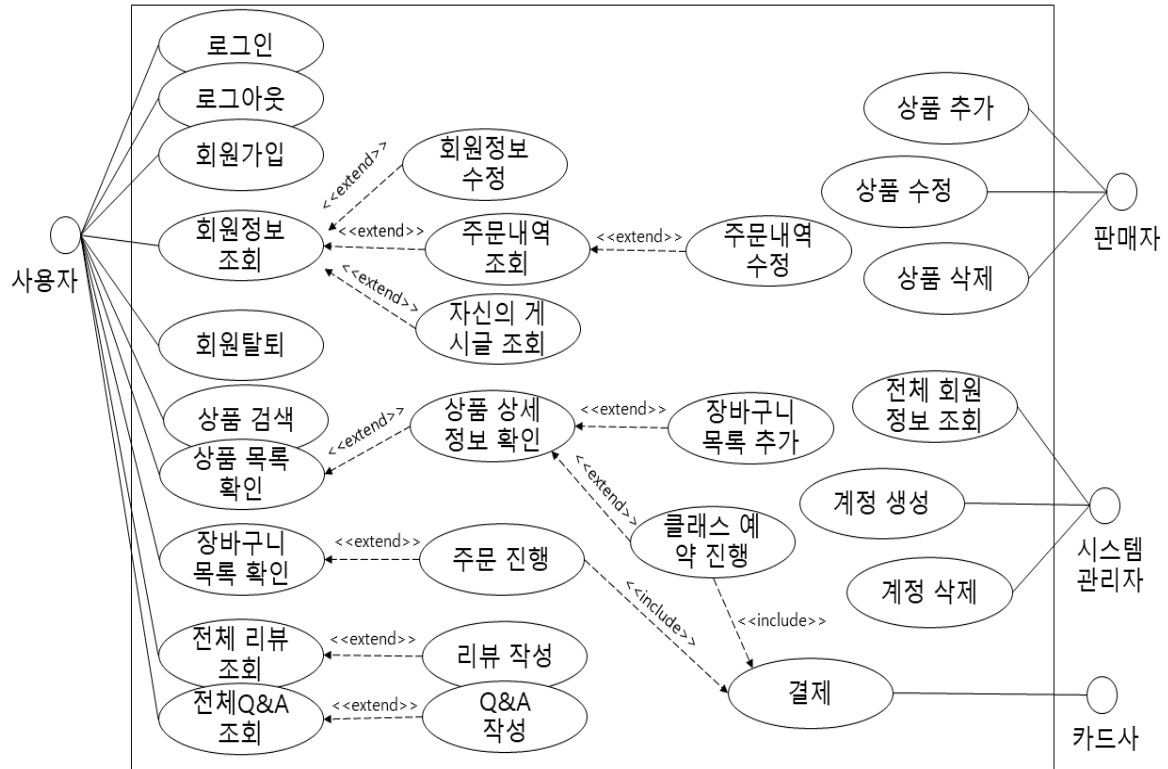 로그인
로그아웃
회원가입
회원정보
조회
회원탈퇴
상품 검색
상품 목록
확인
장바구니
목록 확인
전체 리뷰
조회
전체Q&A
조회
사용자
<<extend>>
회원정보
수정
<<extend>>
주문내역
조회
<<extend>>
주문내역
수정
<<extend>>
자신의 게
시글 조회
<<extend>>
상품 상세
정보 확인
<<extend>>
장바구니
목록 추가
<<extend>>
클래스 예
약 진행
<<extend>>
주문 진행
<<include>>
<<include>>
<<extend>>
리뷰 작성
<<extend>>
Q&A
작성
결제
상품 추가
상품 수정
상품 삭제
판매자
전체 회원
정보 조회
계정 생성
계정 삭제
시스템
관리자
카드사